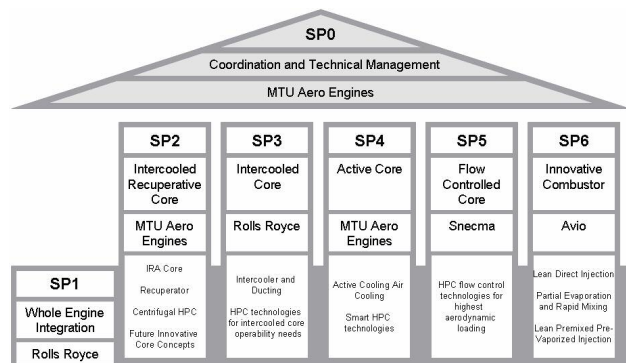 SP0
Coordination and Technical Management
MTU Aero Engines
SP2
Intercooled
Recuperative
Core
MTU Aero
Engines
IRA Core
Recuperator
Centrifugal HPC
Future Innovative
Core Concepts
SP3
Intercooled
Core
Rolls Royce
Intercooler and
Ducting
HPC technologies
for intercooled core
operability needs
SP4
Active Core
MTU Aero
Engines
Active Cooling Air
Cooling
Smart HPC
technologies
SP5
Flow
Controlled
Core
Snecma
HPC flow control
technologies for
highest
aerodynamic
loading
SP6
Innovative
Combustor
Avio
Lean Direct Injection
Partial Evaporation
and Rapid Mixing
Lean Premixed Pre-
Vaporized Injection
SP1
Whole Engine
Integration
Rolls Royce